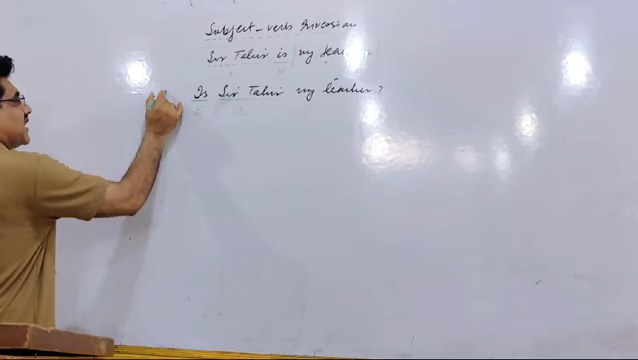 Subject-verb Inversion
Sir Tahir is my teacher.
Is Sir Tahir my teacher?